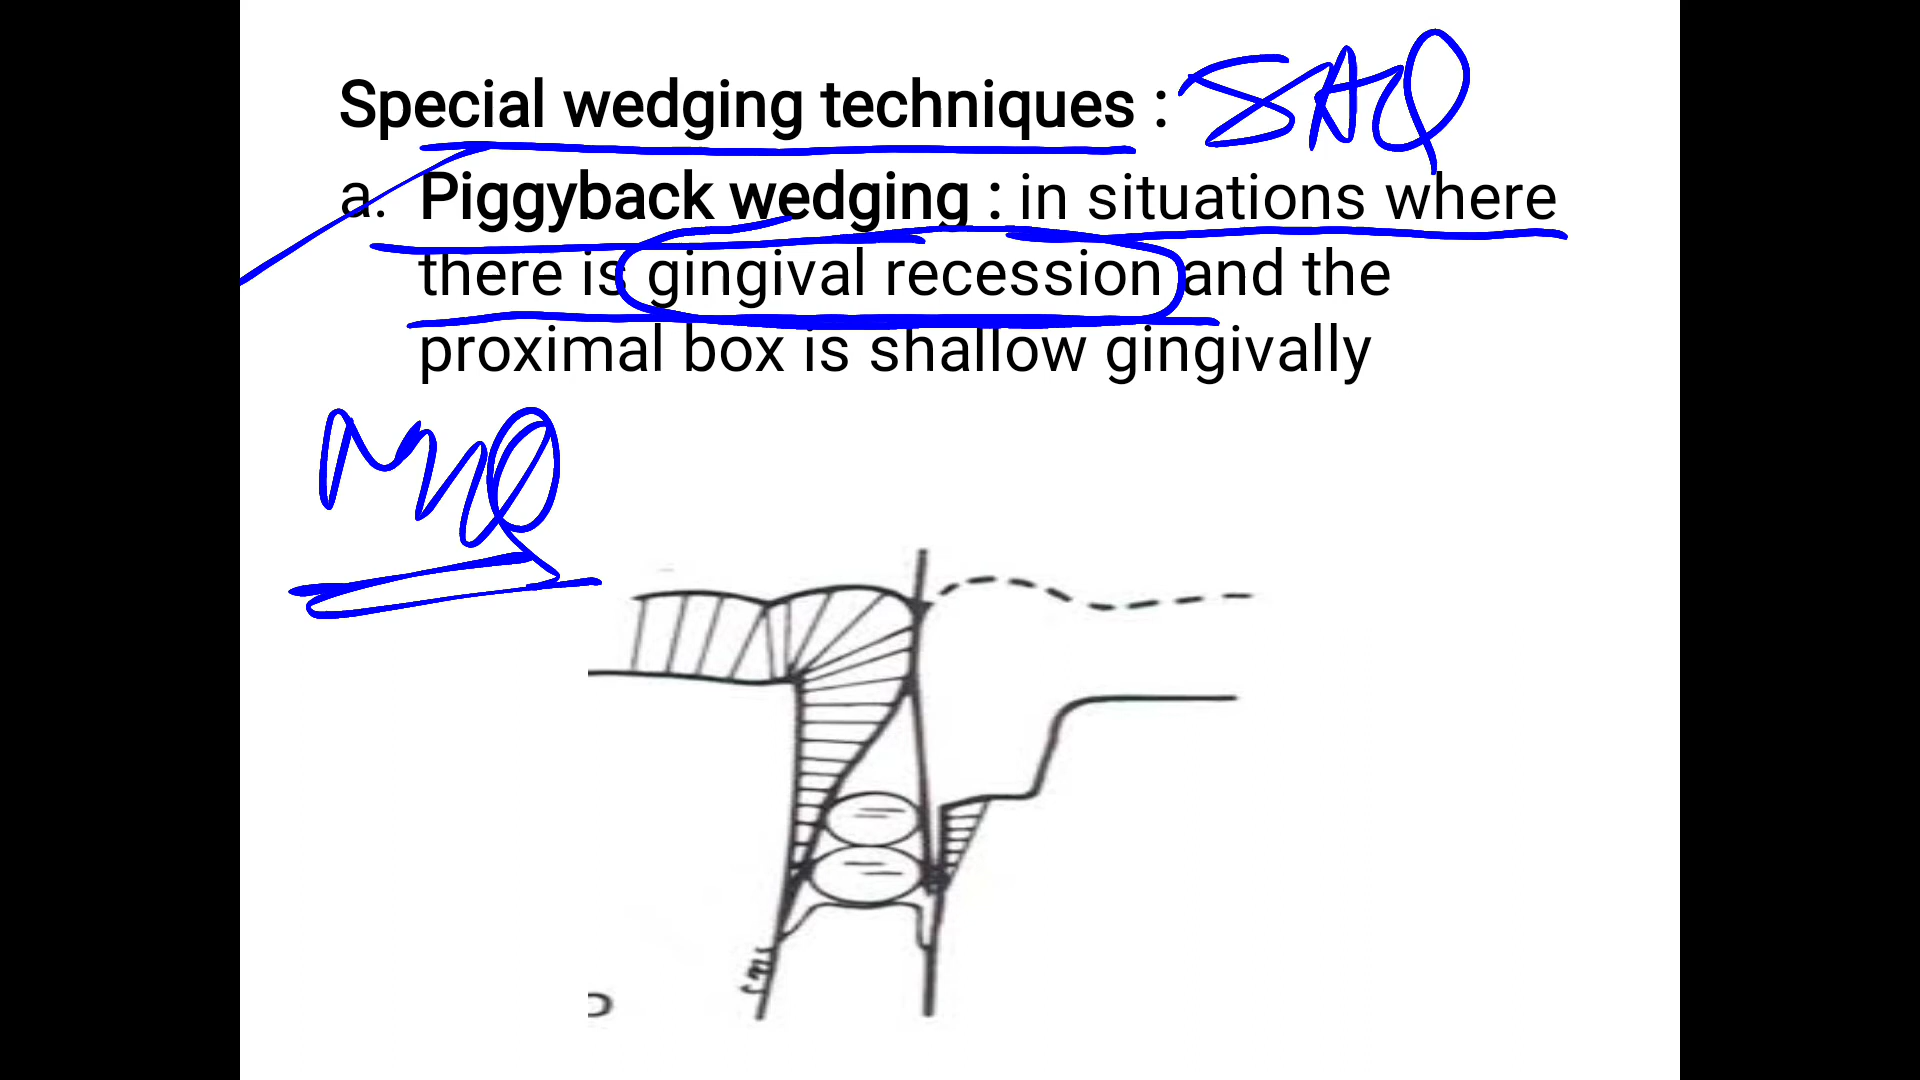 Special wedging techniques : SAQ
a. Piggyback wedging : in situations where
there is gingival recession and the
proximal box is shallow gingivally